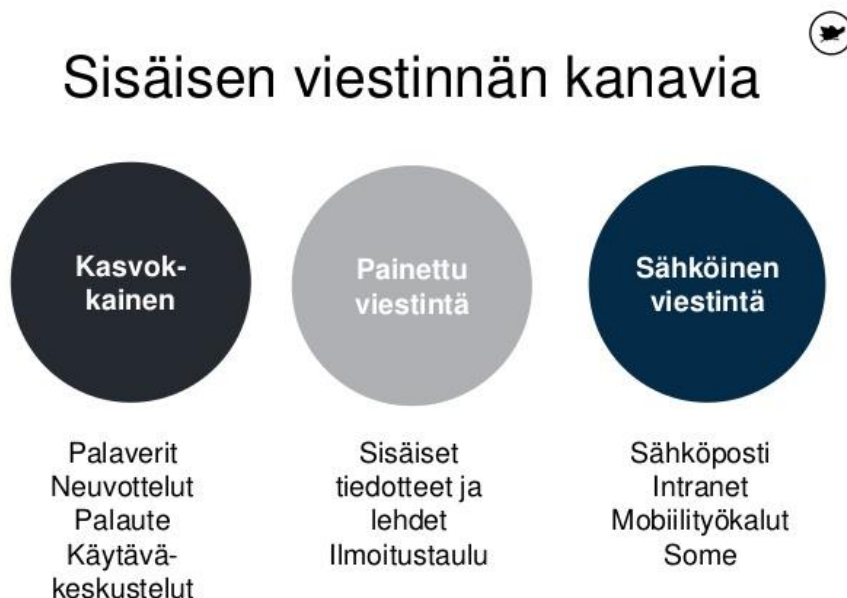 Sisäisen viestinnän kanavia
Kasvok-
kainen
Palaverit
Neuvottelut
Palaute
Käytävä-
keskustelut
Painettu
viestintä
Sisäiset
tiedotteet ja
lehdet
Ilmoitustaulu
Sähköinen
viestintä
Sähköposti
Intranet
Mobiilityökalut
Some